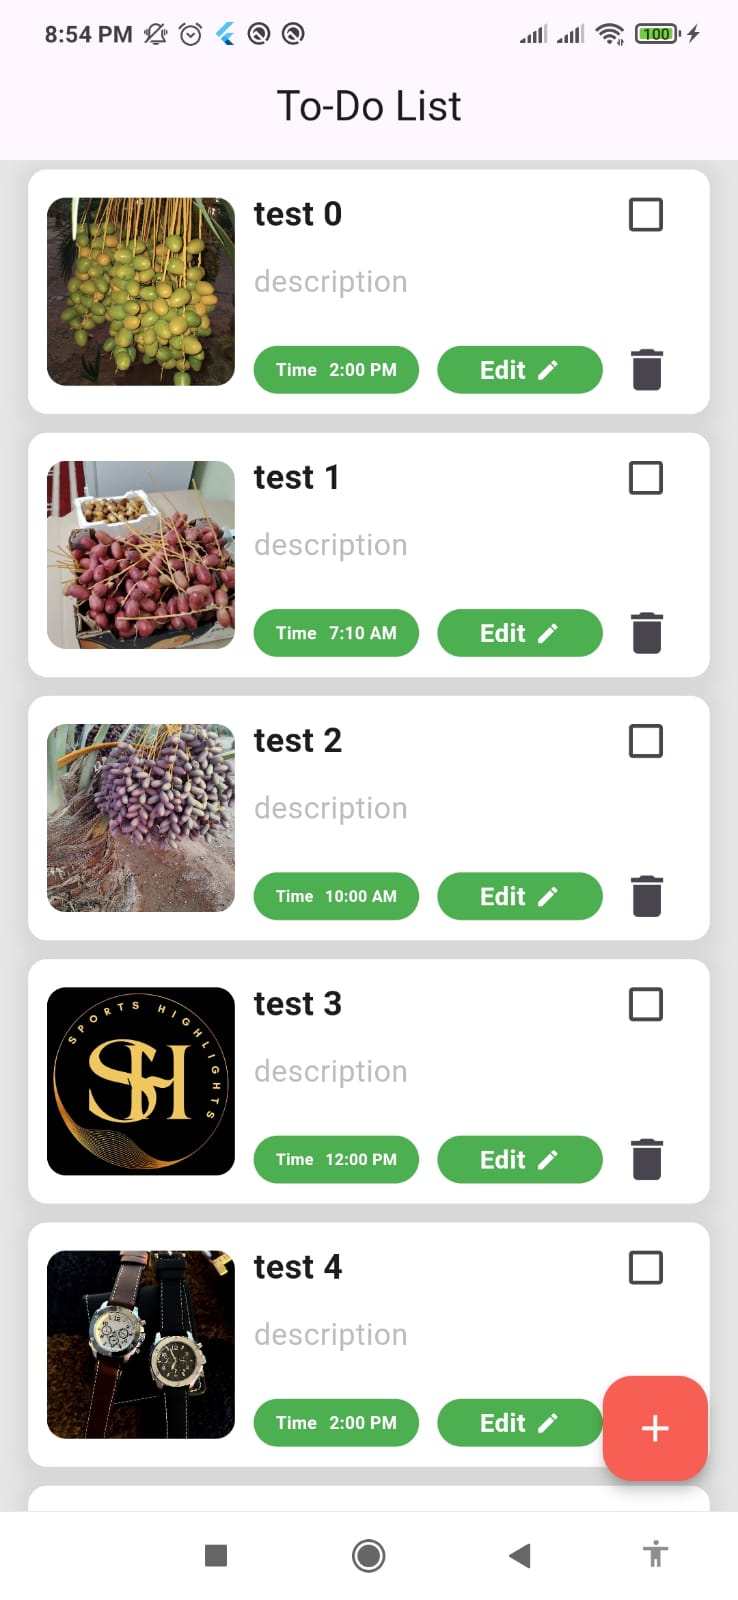 8:54 PM
100
To-Do List
test 0
description
Time 2:00 PM
Edit
test 1
description
Time 7:10 AM
Edit
test 2
description
Time 10:00 AM
Edit
SPORTS HIGHLIGHTS
SH
test 3
description
Time 12:00 PM
Edit
test 4
description
Time 2:00 PM
Edit